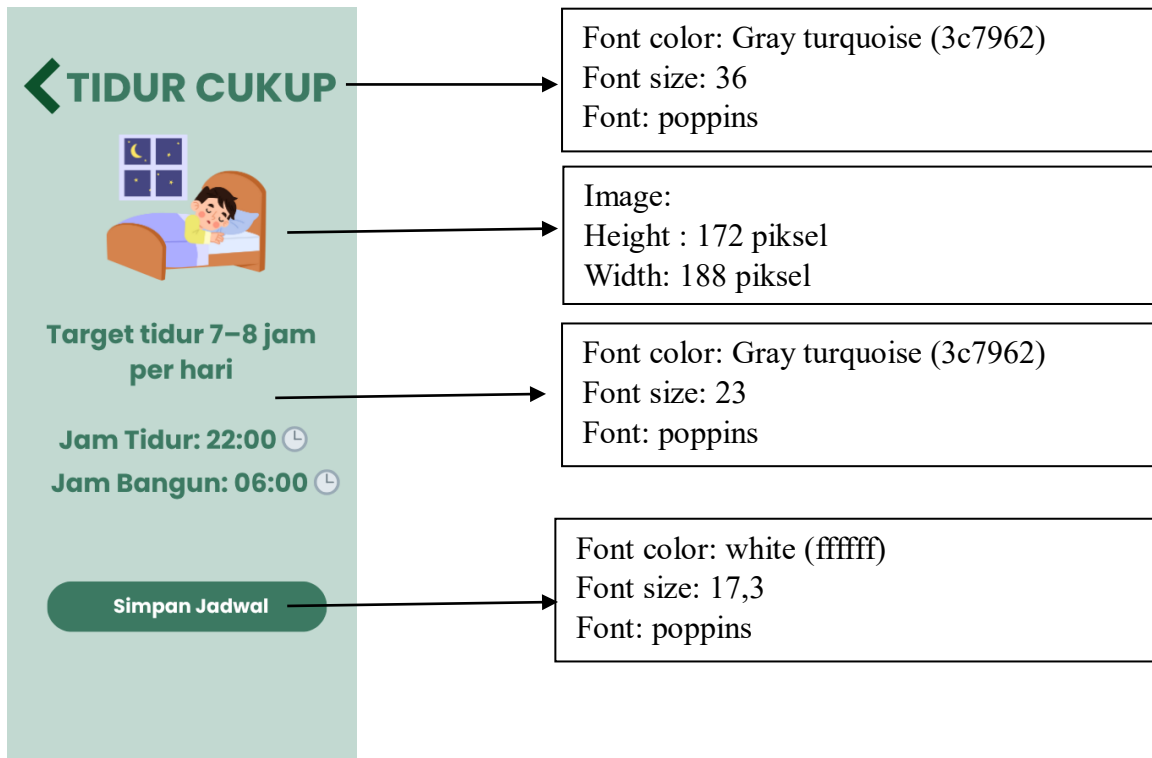 TIDUR CUKUP
Font color: Gray turquoise (3c7962)
Font size: 36
Font: poppins
Image:
Height : 172 piksel
Width: 188 piksel
Target tidur 7–8 jam
per hari
Jam Tidur: 22:00
Jam Bangun: 06:00
Font color: Gray turquoise (3c7962)
Font size: 23
Font: poppins
Simpan Jadwal
Font color: white (ffffff)
Font size: 17,3
Font: poppins